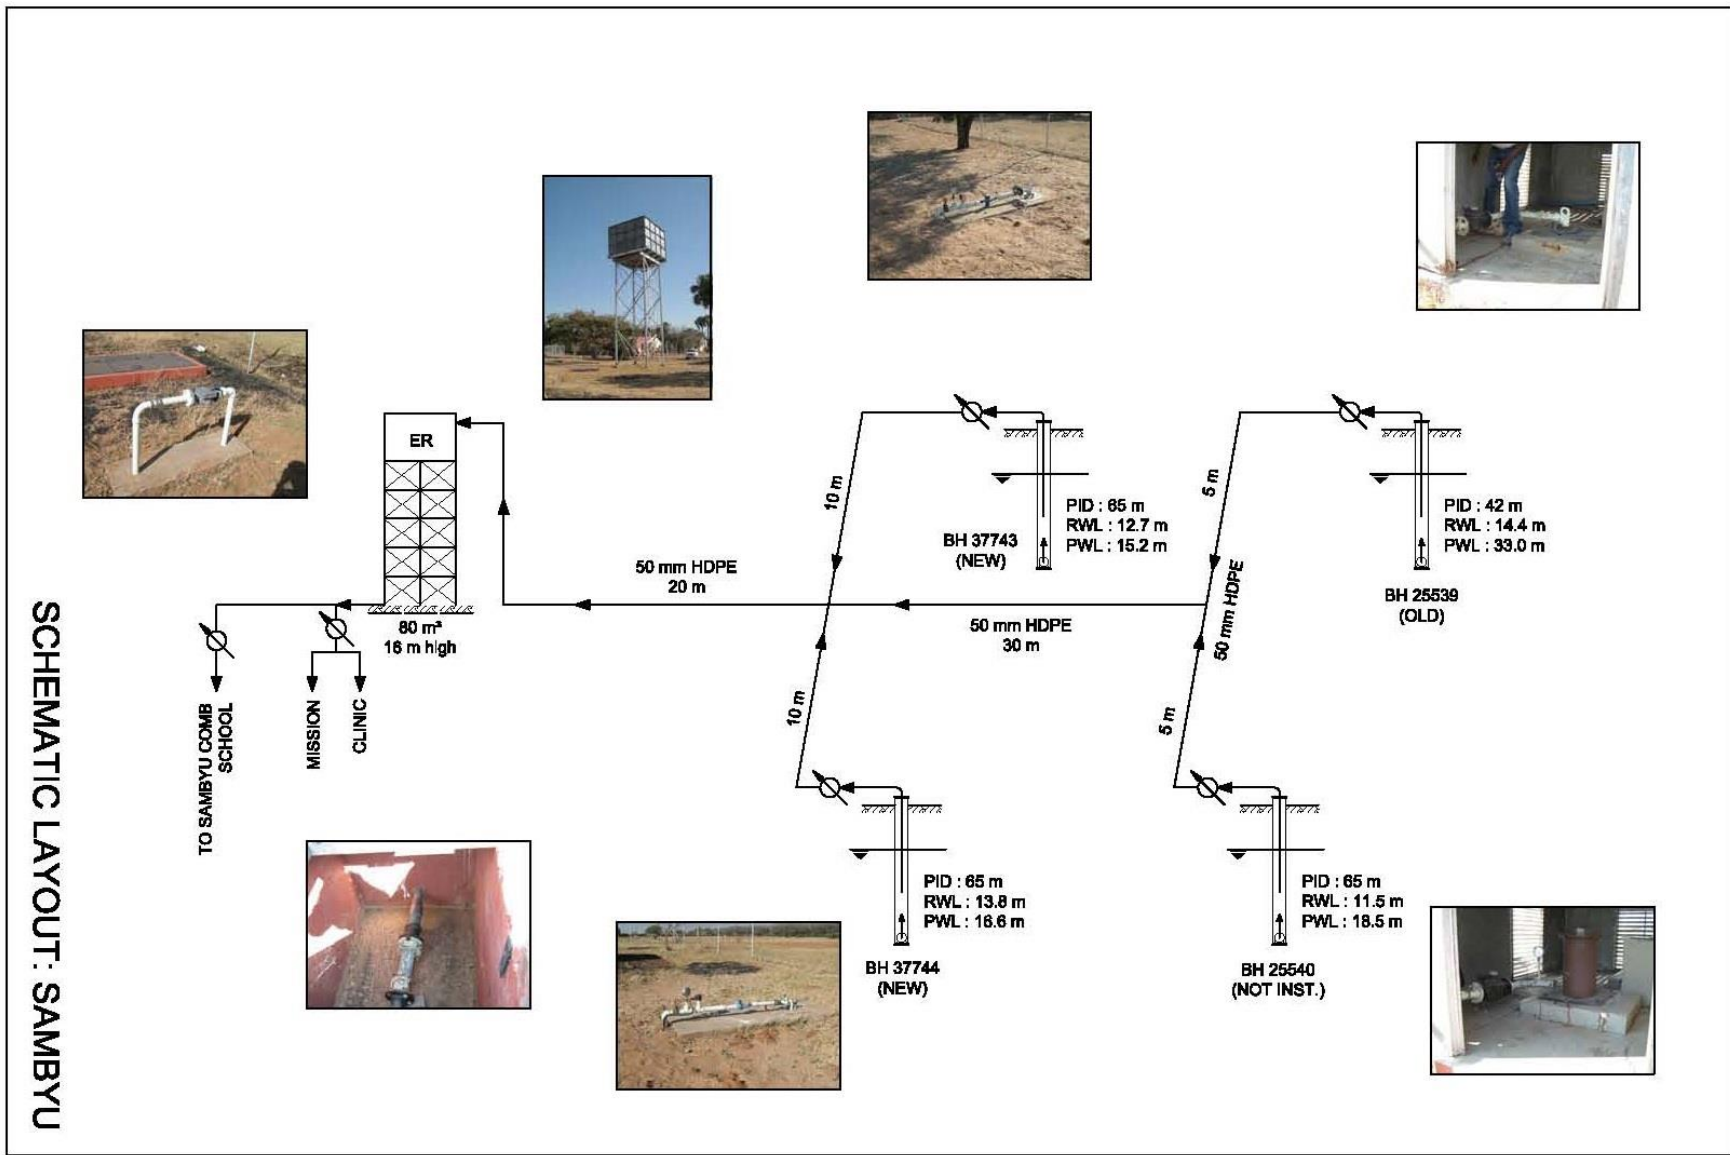 SCHEMATIC LAYOUT: SAMBYU
ER
80 m³
16 m high
TO SAMBYU COMB
SCHOOL
MISSION
CLINIC
50 mm HDPE
20 m
10 m
10 m
BH 37743
(NEW)
PID : 65 m
RWL : 12.7 m
PWL : 15.2 m
50 mm HDPE
30 m
5 m
50 mm HDPE
5 m
PID : 42 m
RWL : 14.4 m
PWL : 33.0 m
BH 25539
(OLD)
PID : 65 m
RWL : 13.8 m
PWL : 16.6 m
BH 37744
(NEW)
PID : 65 m
RWL : 11.5 m
PWL : 18.5 m
BH 25540
(NOT INST.)